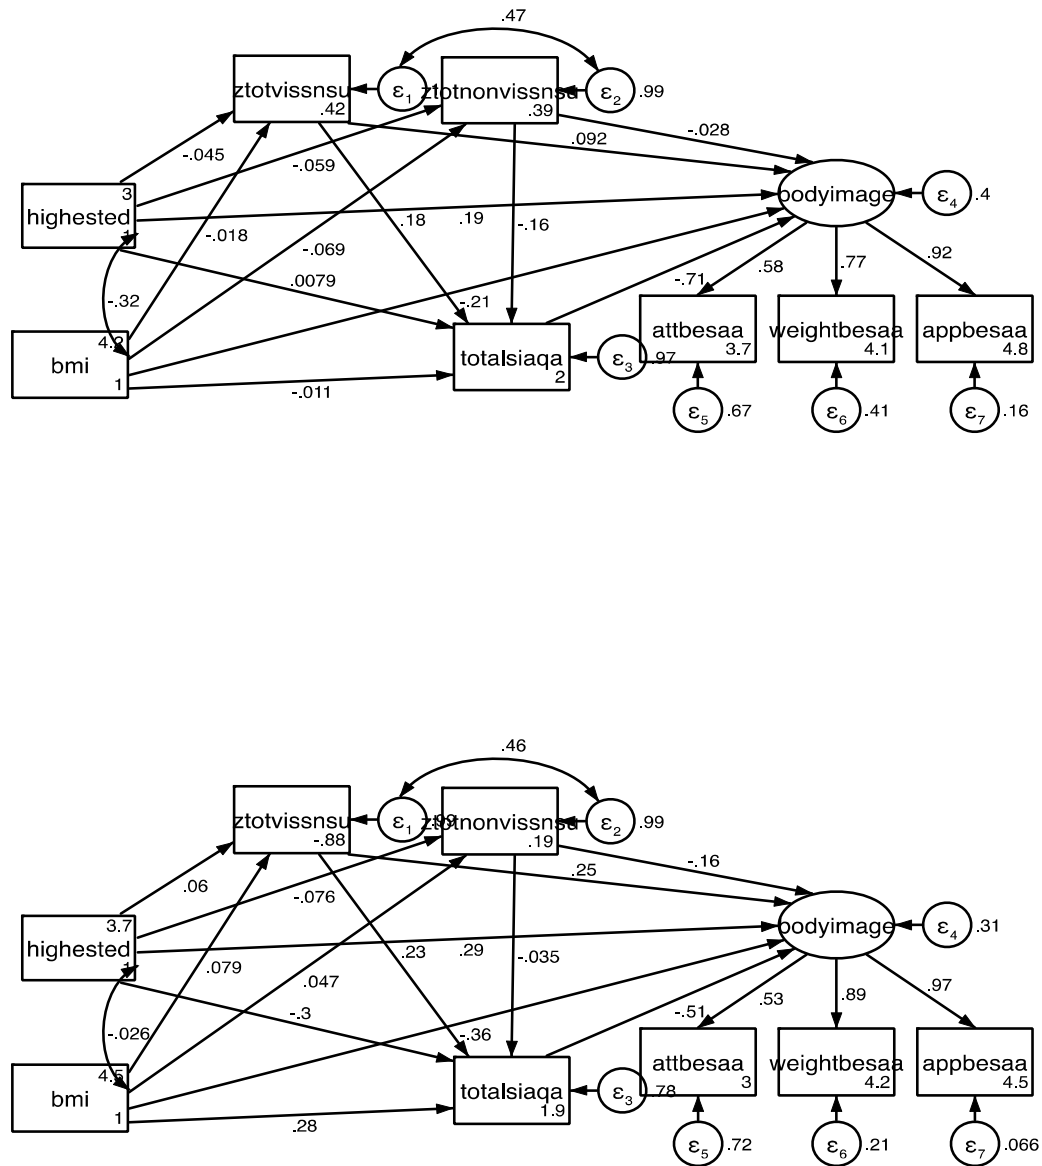 .47
ztotvissnsu
.42
ε1
ztotnonvissnsu
.39
ε2 .99
-.045
-.059
.092
-.028
3
highested
1
-.018
-.069
.18
.19
-.16
bodyimage
ε4 .4
-.32
.0079
-.21
-.71
.58
.77
.92
4.2
bmi
1
-.011
totalsiaqa
2
ε3 .97
attbesaa
3.7
weightbesaa
4.1
appbesaa
4.8
ε5 .67
ε6 .41
ε7 .16
.46
ztotvissnsu
-.88
ε1 .99
ztotnonvissnsu
.19
ε2 .99
.06
-.076
.25
-.16
3.7
highested
1
.079
.047
.23
.29
-.035
bodyimage
ε4 .31
-.026
-.3
-.36
-.51
.53
.89
.97
4.5
bmi
1
.28
totalsiaqa
1.9
ε3 .78
attbesaa
3
weightbesaa
4.2
appbesaa
4.5
ε5 .72
ε6 .21
ε7 .066